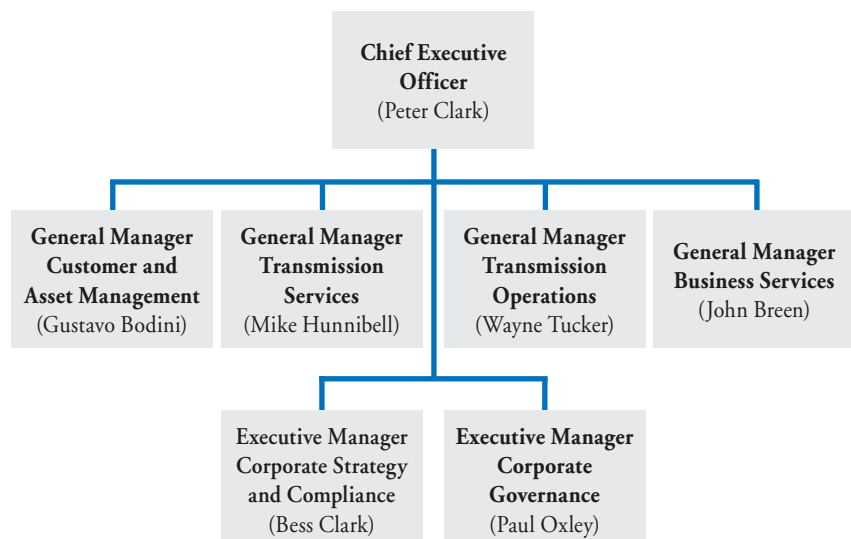 Chief Executive
Officer
(Peter Clark)
General Manager
Customer and
Asset Management
(Gustavo Bodini)
General Manager
Transmission
Services
(Mike Hunnibell)
General Manager
Transmission
Operations
(Wayne Tucker)
General Manager
Business Services
(John Breen)
Executive Manager
Corporate Strategy
and Compliance
(Bess Clark)
Executive Manager
Corporate
Governance
(Paul Oxley)